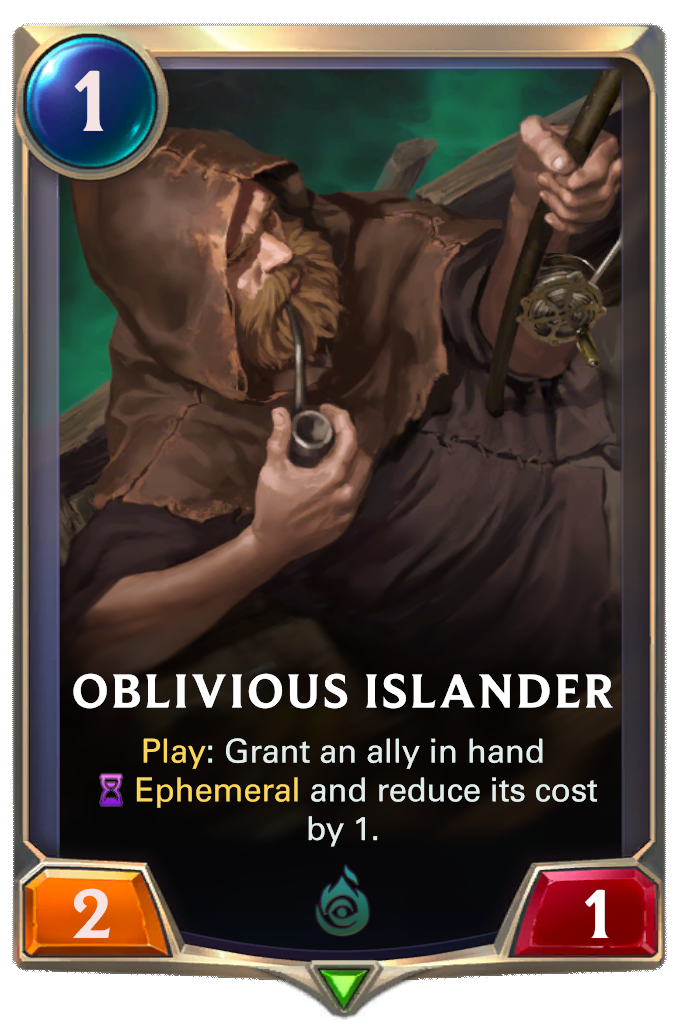 1
OBLIVIOUS ISLANDER
Play: Grant an ally in hand
Ephemeral and reduce its cost
by 1.
2
1